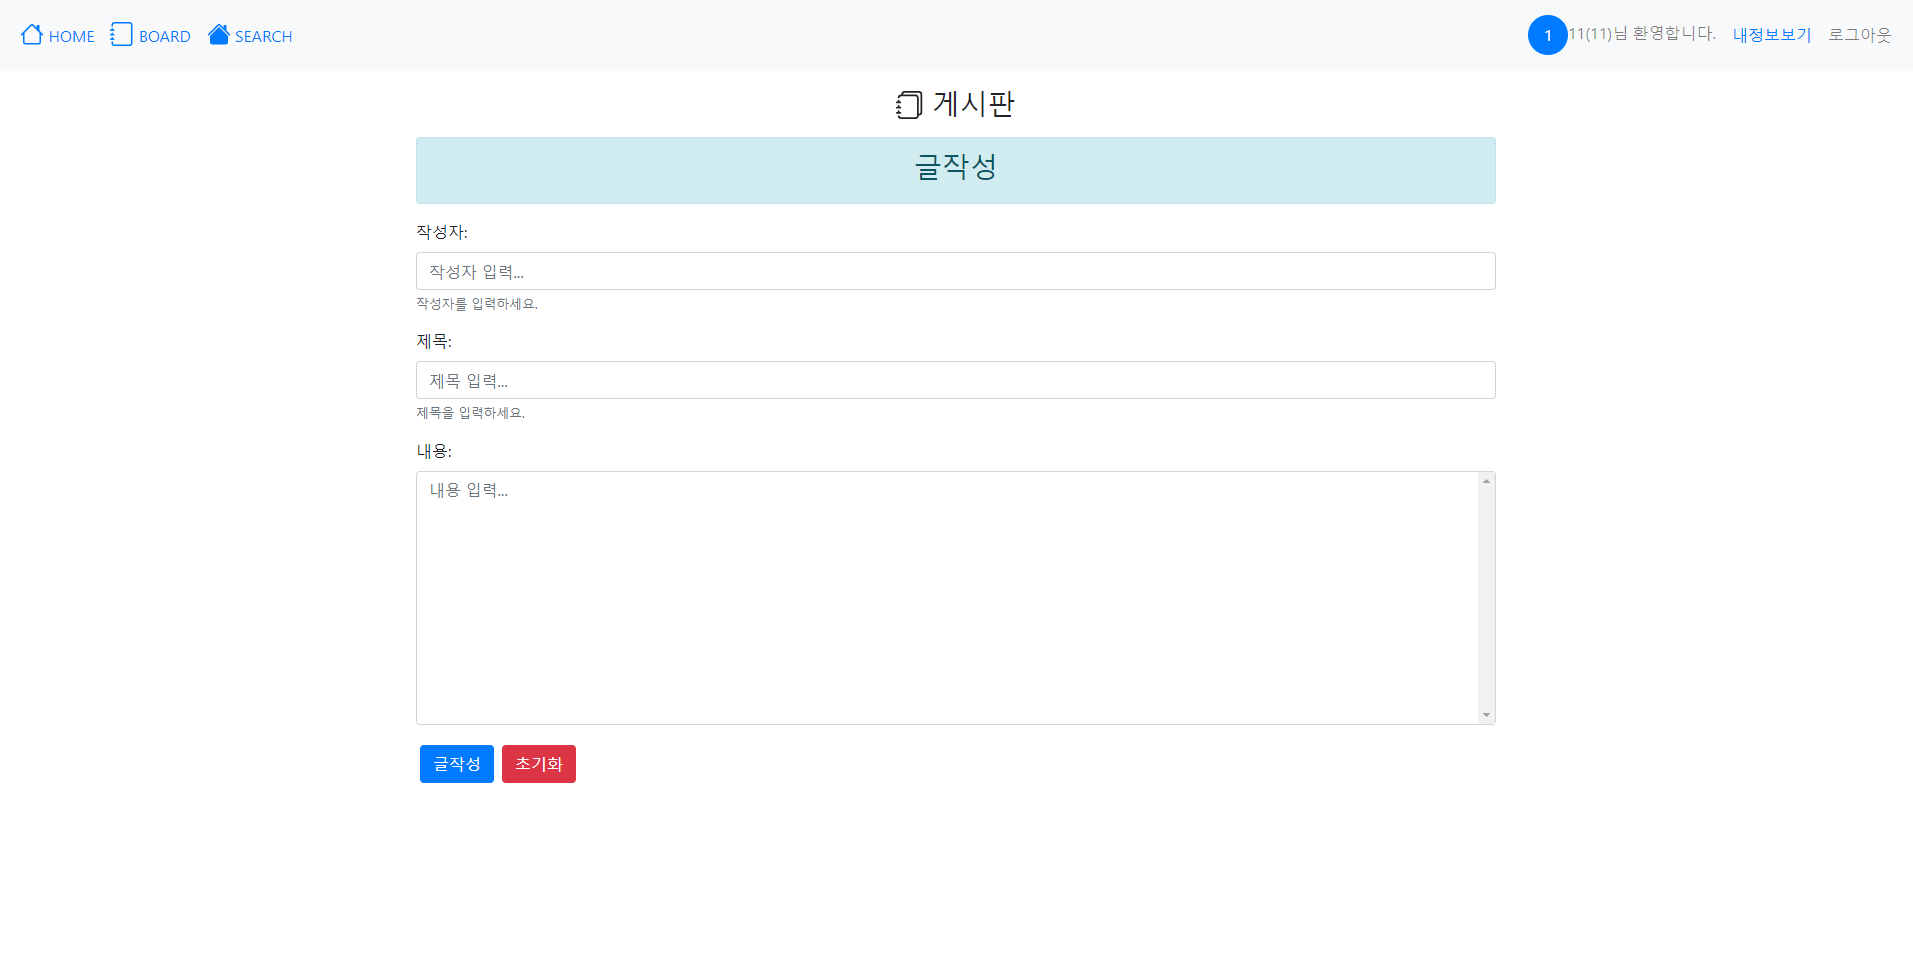 HOME BOARD SEARCH 1 11(11)님 환영합니다. 내정보보기 로그아웃
게시판
글작성
작성자:
작성자 입력...
작성자를 입력하세요.
제목:
제목 입력...
제목을 입력하세요.
내용:
내용 입력...
글작성 초기화